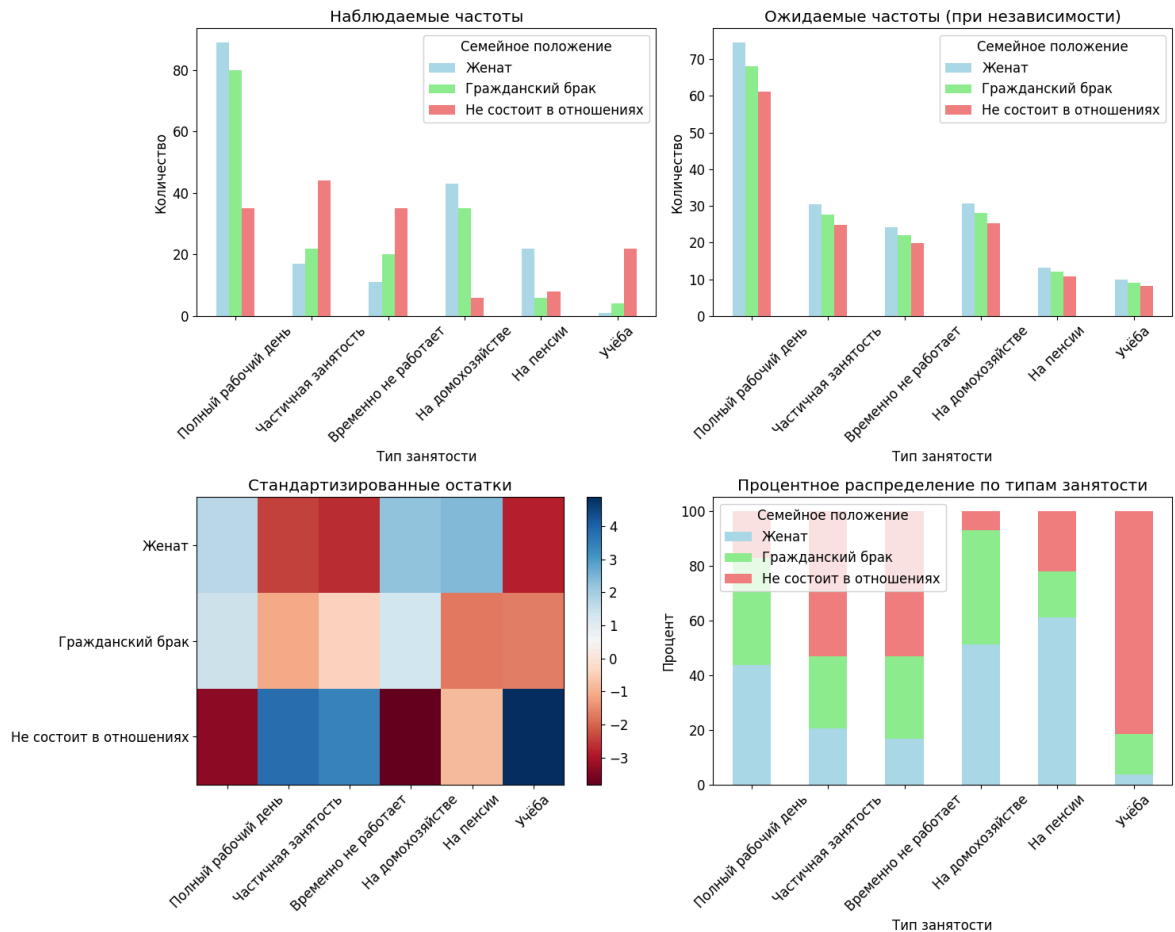 Наблюдаемые частоты
Количество
80
60
40
20
0
Семейное положение
Женат
Гражданский брак
Не состоит в отношениях
Полный рабочий день
Частичная занятость
Временно не работает
На домохозяйстве
На пенсии
Учёба
Тип занятости
Ожидаемые частоты (при независимости)
Количество
70
60
50
40
30
20
10
0
Семейное положение
Женат
Гражданский брак
Не состоит в отношениях
Полный рабочий день
Частичная занятость
Временно не работает
На домохозяйстве
На пенсии
Учёба
Тип занятости
Стандартизированные остатки
Женат
Гражданский брак
Не состоит в отношениях
4
3
2
1
0
−1
−2
−3
Полный рабочий день
Частичная занятость
Временно не работает
На домохозяйстве
На пенсии
Учёба
Процентное распределение по типам занятости
Процент
100
80
60
40
20
0
Семейное положение
Женат
Гражданский брак
Не состоит в отношениях
Полный рабочий день
Частичная занятость
Временно не работает
На домохозяйстве
На пенсии
Учёба
Тип занятости